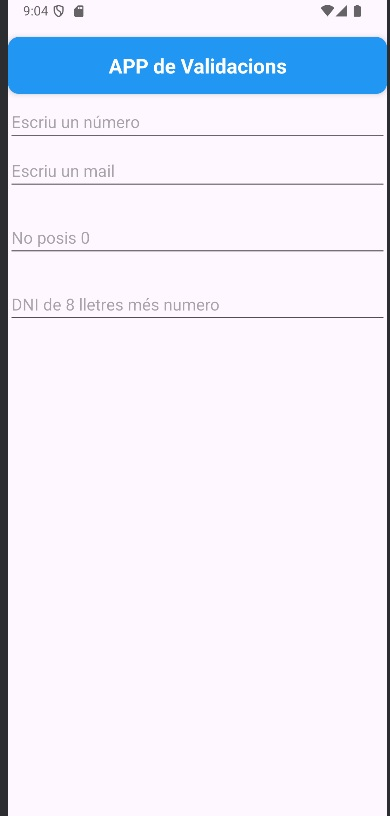 9:04
APP de Validacions
Escriu un número
Escriu un mail
No posis 0
DNI de 8 lletres més numero